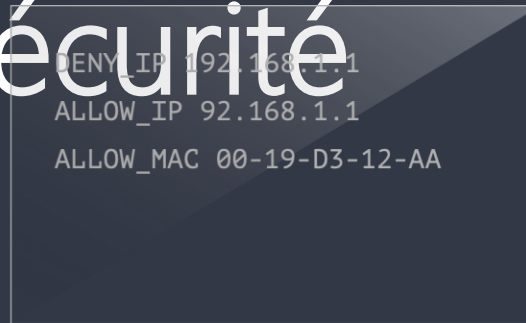 écurité
DENY_IP 192.168.1.1
ALLOW_IP 92.168.1.1
ALLOW_MAC 00-19-D3-12-AA